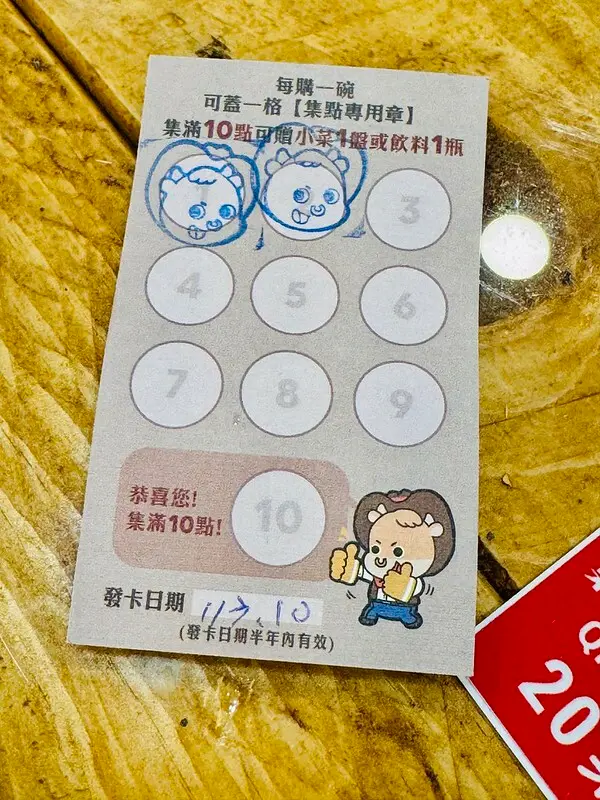 每購一碗
可蓋一格【集點專用章】
集滿10點可贈小菜1盤或飲料1瓶
3
4 5 6
7 8 9
恭喜您!
集滿10點!
10
發卡日期 113.10
(發卡日期半年內有效)
20